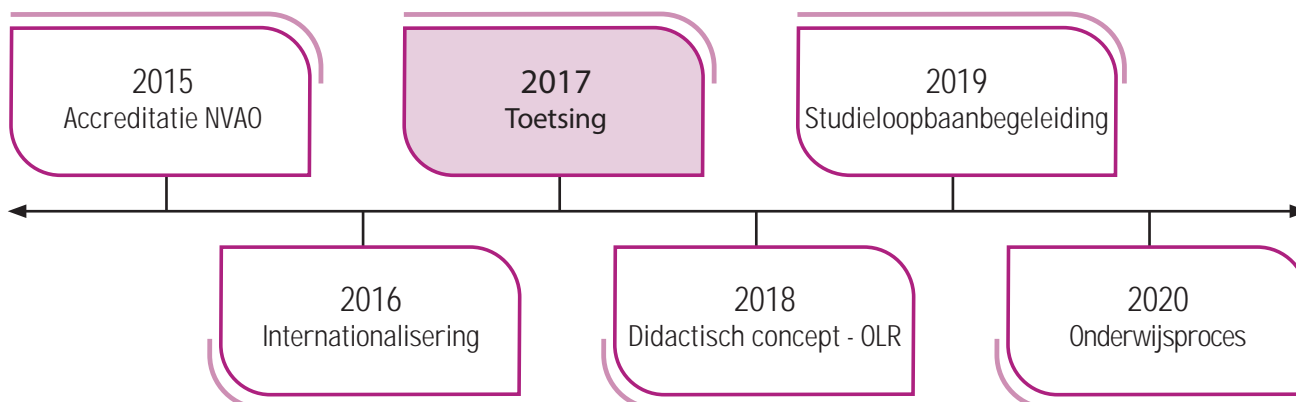 2015
Accreditatie NVAO
2017
Toetsing
2019
Studieloopbaanbegeleiding
2016
Internationalisering
2018
Didactisch concept - OLR
2020
Onderwijsproces